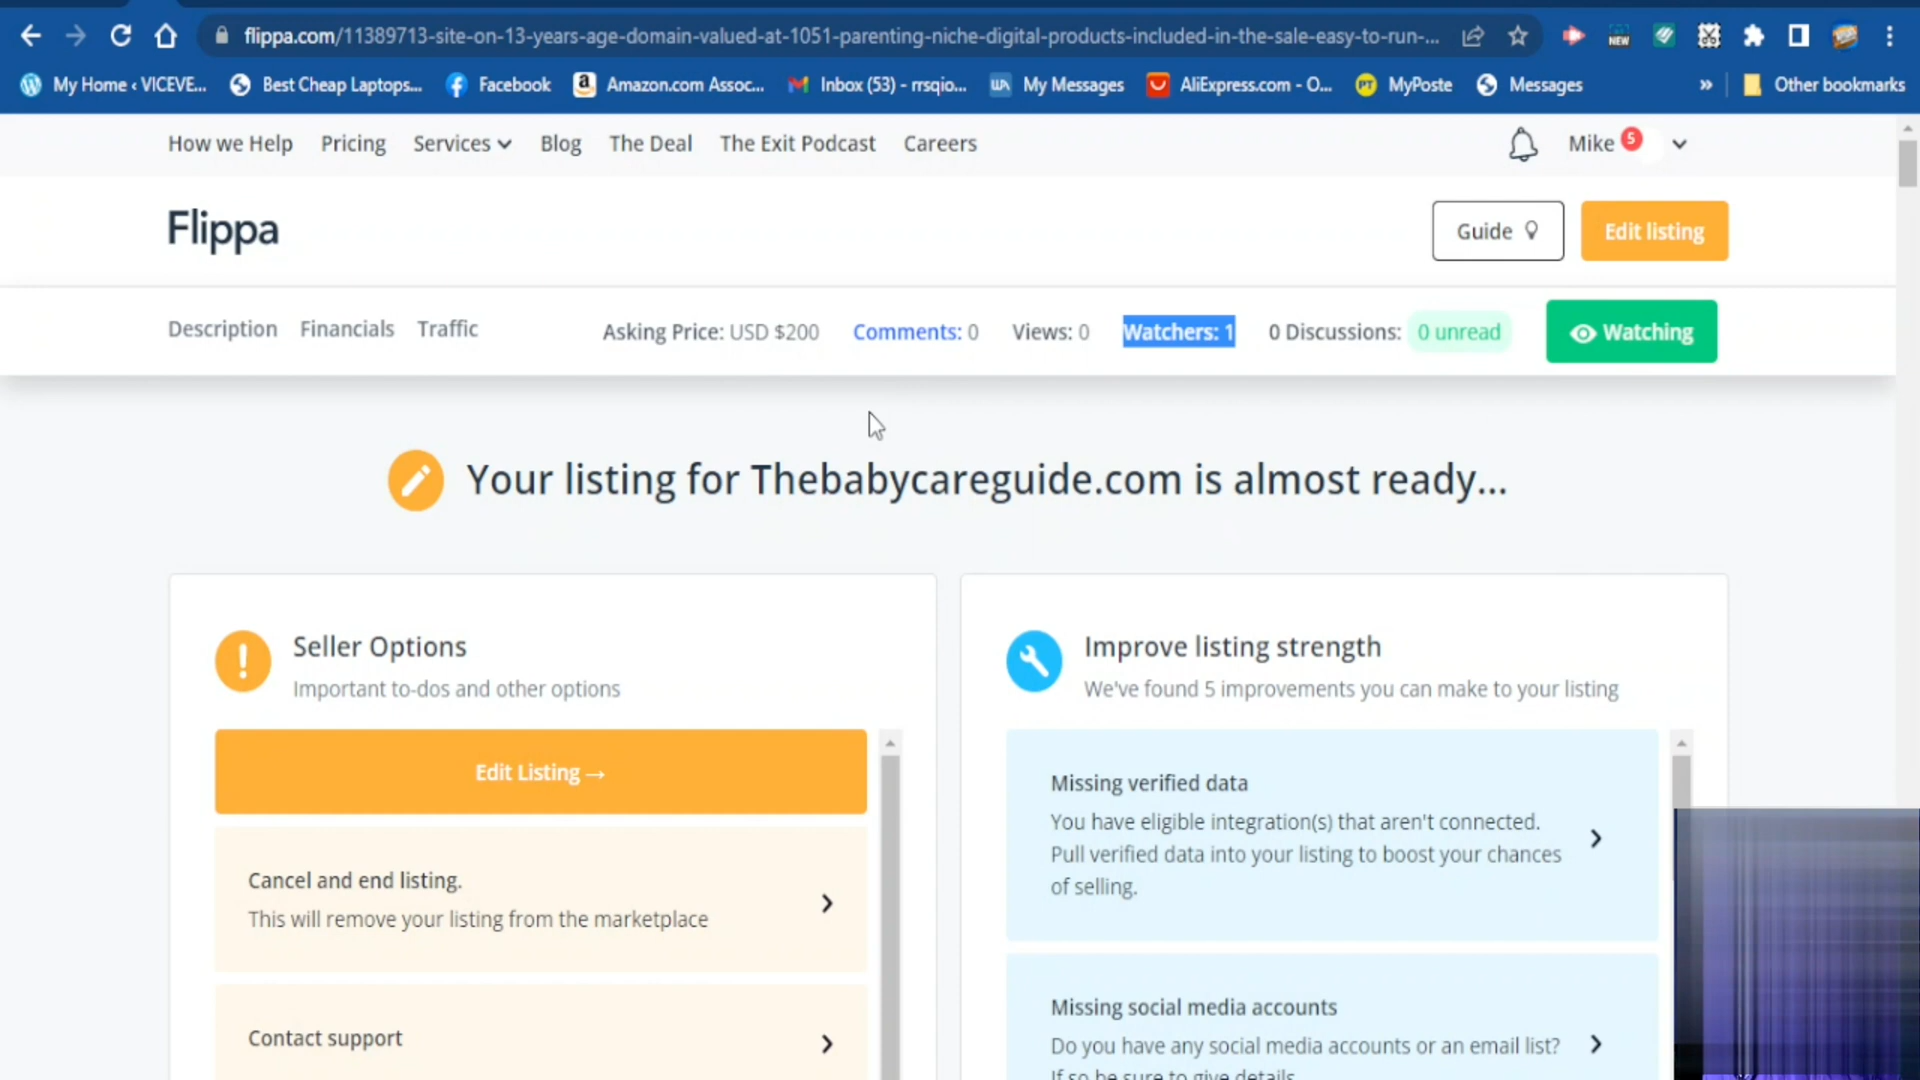 flippa.com/11389713-site-on-13-years-age-domain-valued-at-1051-parenting-niche-digital-products-included-in-the-sale-easy-to-run-...
NEW
My Home ‹ VICEVE...
Best Cheap Laptops...
Facebook
Amazon.com Assoc...
Inbox (53) - rrsqio...
My Messages
AliExpress.com - O...
MyPoste
Messages
»
Other bookmarks
How we Help
Pricing
Services
Blog
The Deal
The Exit Podcast
Careers
Mike 5
Flippa
Guide
Edit listing
Description
Financials
Traffic
Asking Price: USD $200
Comments: 0
Views: 0
Watchers: 1
0 Discussions: 0 unread
Watching
Your listing for Thebabycareguide.com is almost ready...
Seller Options
Important to-dos and other options
Edit Listing →
Cancel and end listing.
This will remove your listing from the marketplace
Contact support
Improve listing strength
We've found 5 improvements you can make to your listing
Missing verified data
You have eligible integration(s) that aren't connected.
Pull verified data into your listing to boost your chances
of selling.
Missing social media accounts
Do you have any social media accounts or an email list?
If so be sure to give details